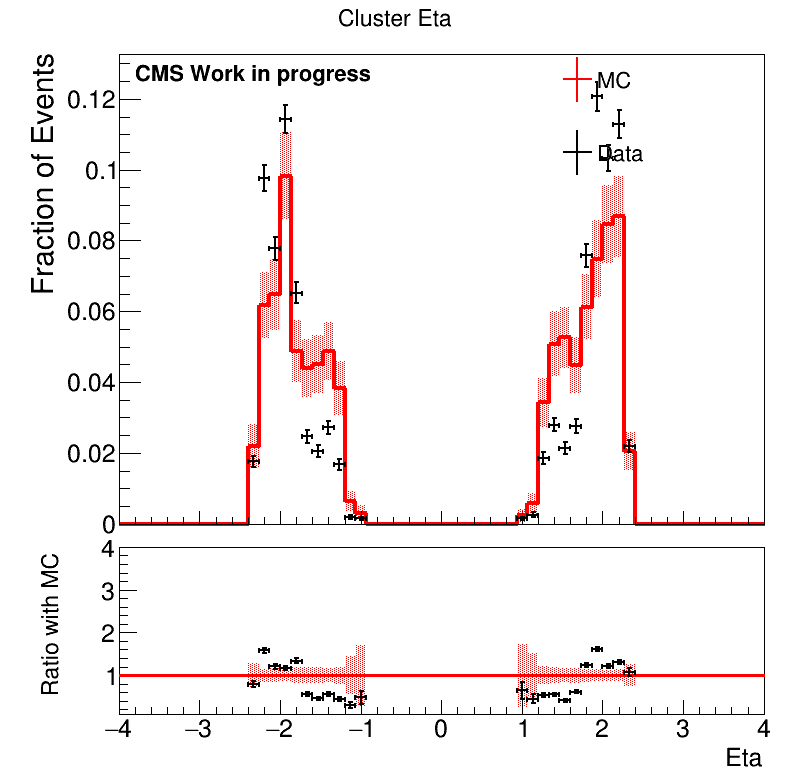 Cluster Eta
CMS Work in progress
MC
Data
Fraction of Events
0.12
0.1
0.08
0.06
0.04
0.02
0
Ratio with MC
4
3
2
1
−4 −3 −2 −1 0 1 2 3 4
Eta